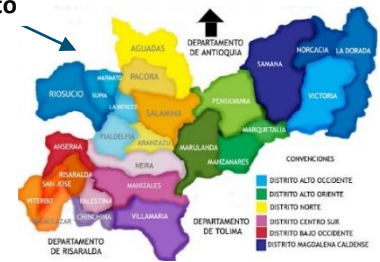 to
AGUADAS
DEPARTAMENTO
DE ANTIOQUIA
NORCACIA
LA DORADA
SAMANA
PACORA
MARMATO
RIOSUCIO
SUPIA
LA MERCED
SALAMINA
PENSILVANIA
VICTORIA
FILADELFIA
ARANZAZU
MARULANDA
MARQUETALIA
ANSERMA
NEIRA
MANZANARES
RISARALDA
SAN JOSE
MANIZALES
VITERBO
PALESTINA
CHINCHINA
VILLAMARIA
DEPARTAMENTO
DE TOLIMA
DEPARTAMENTO
DE RISARALDA
CONVENCIONES
DISTRITO ALTO OCCIDENTE
DISTRITO ALTO ORIENTE
DISTRITO NORTE
DISTRITO CENTRO SUR
DISTRITO BAJO OCCIDENTE
DISTRITO MAGDALENA CALDENSE